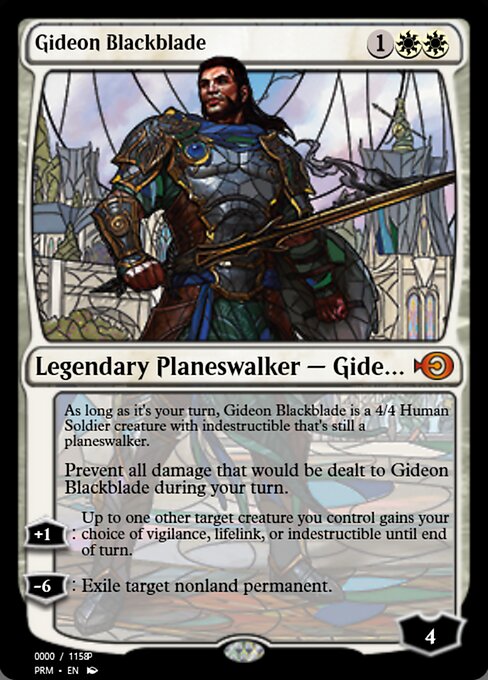 Gideon Blackblade 1
Legendary Planeswalker — Gide...
As long as it's your turn, Gideon Blackblade is a 4/4 Human
Soldier creature with indestructible that's still a
planeswalker.
Prevent all damage that would be dealt to Gideon
Blackblade during your turn.
Up to one other target creature you control gains your
+1 : choice of vigilance, lifelink, or indestructible until end
of turn.
-6 : Exile target nonland permanent.
4
0000 / 1158P
PRM • EN